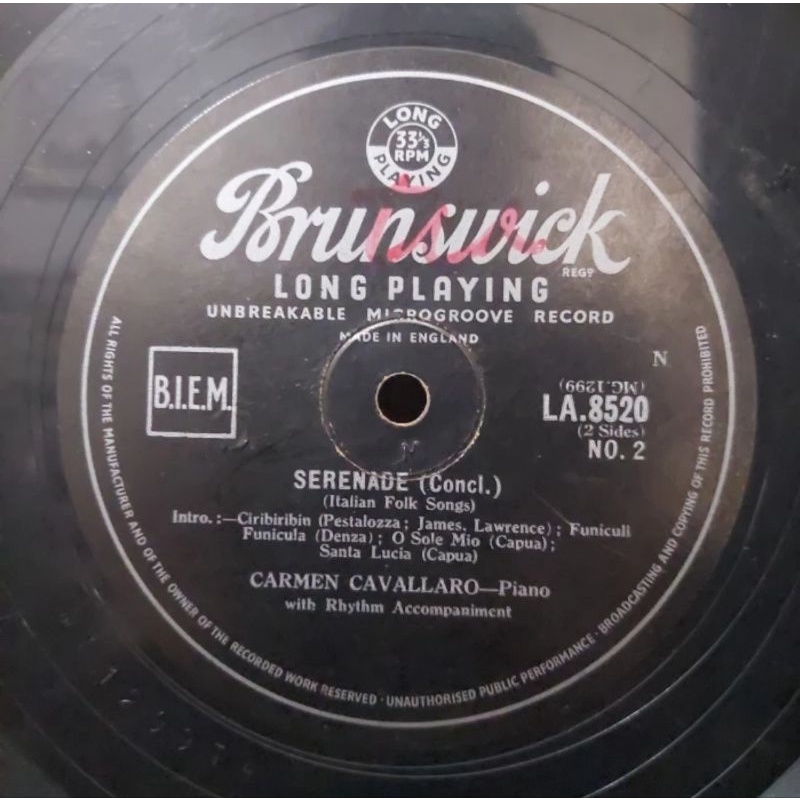 LONG
33⅓
RPM
PLAYING
Brunswick
REGD
LONG PLAYING
UNBREAKABLE MICROGROOVE RECORD
MADE IN ENGLAND
N
B.I.E.M.
(MG.1299)
LA.8520
(2 Sides)
NO. 2
N
SERENADE (Concl.)
(Italian Folk Songs)
Intro.:—Ciribiribin (Pestalozza; James, Lawrence); Funiculi
Funicula (Denza); O Sole Mio (Capua);
Santa Lucia (Capua)
CARMEN CAVALLARO—Piano
with Rhythm Accompaniment
ALL RIGHTS OF THE MANUFACTURER AND OF THE OWNER OF THE RECORDED WORK RESERVED · UNAUTHORISED PUBLIC PERFORMANCE · BROADCASTING AND COPYING OF THIS RECORD PROHIBITED